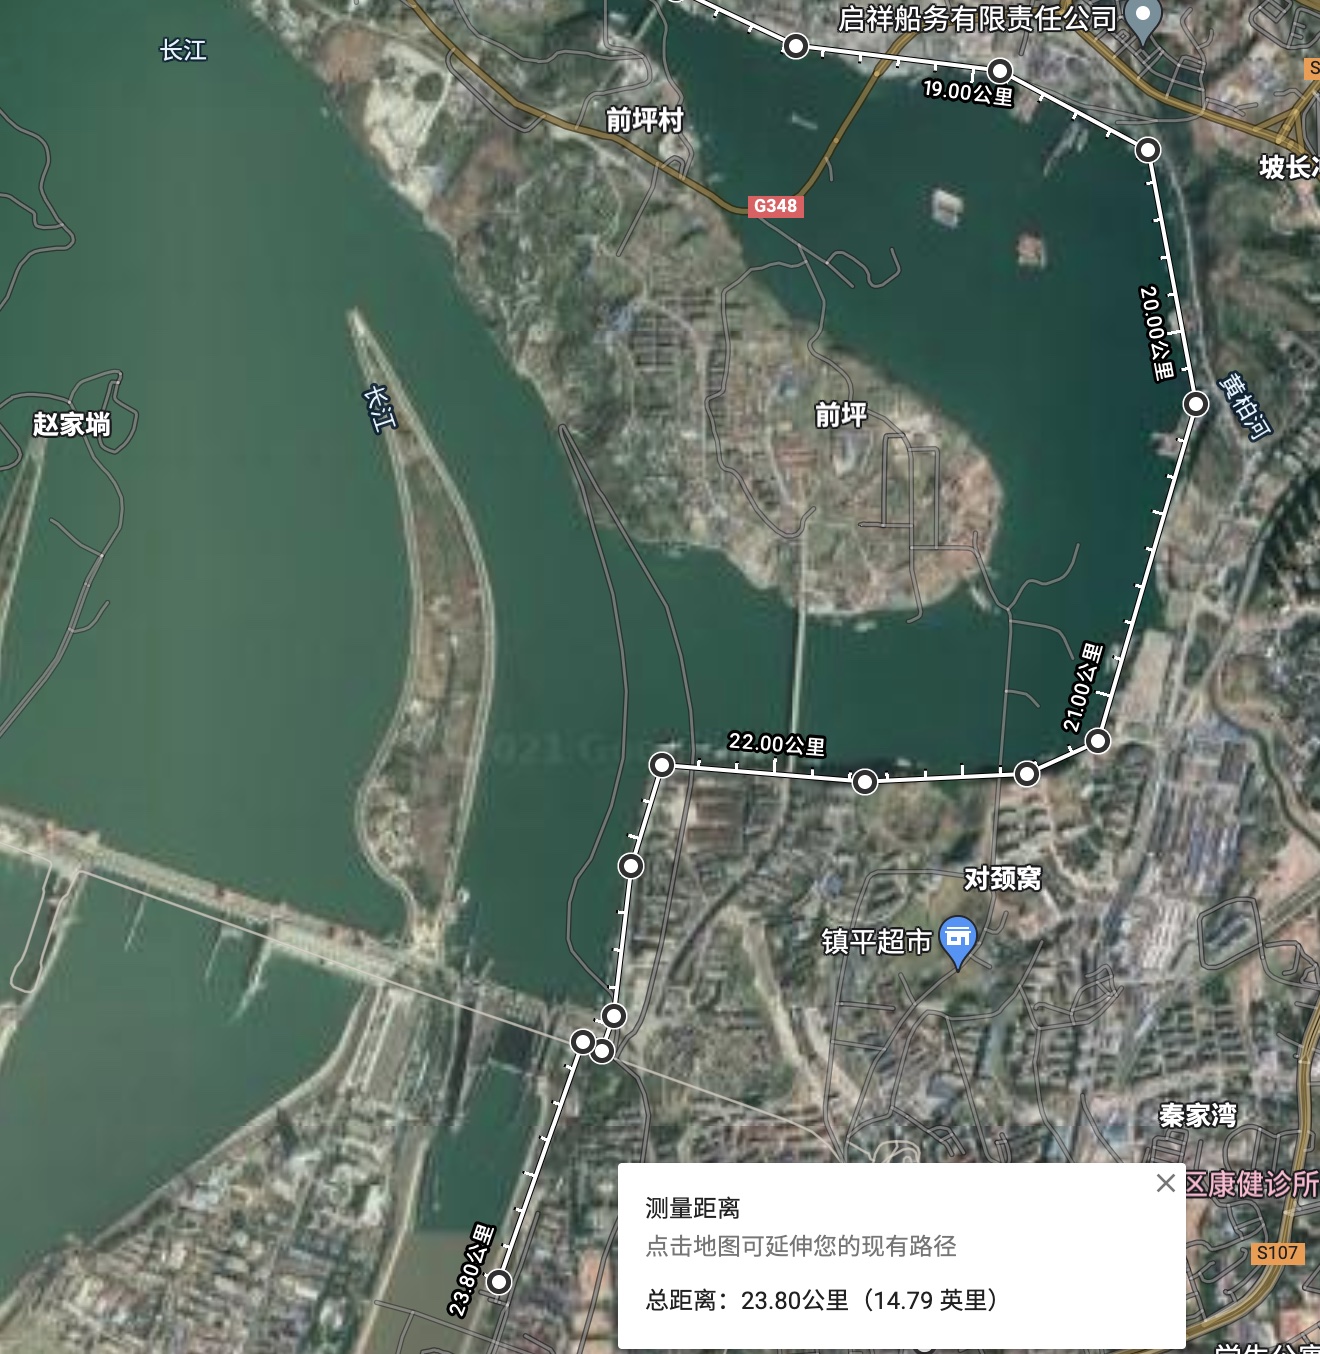 启祥船务有限责任公司
长江
S
19.00公里
前坪村
坡长
G348
20.00公里
长江
黄柏河
赵家塆
前坪
21.00公里
22.00公里
对颈窝
镇平超市
秦家湾
区康健诊所
测量距离
点击地图可延伸您的现有路径
S107
23.80公里
总距离：23.80公里（14.79 英里）